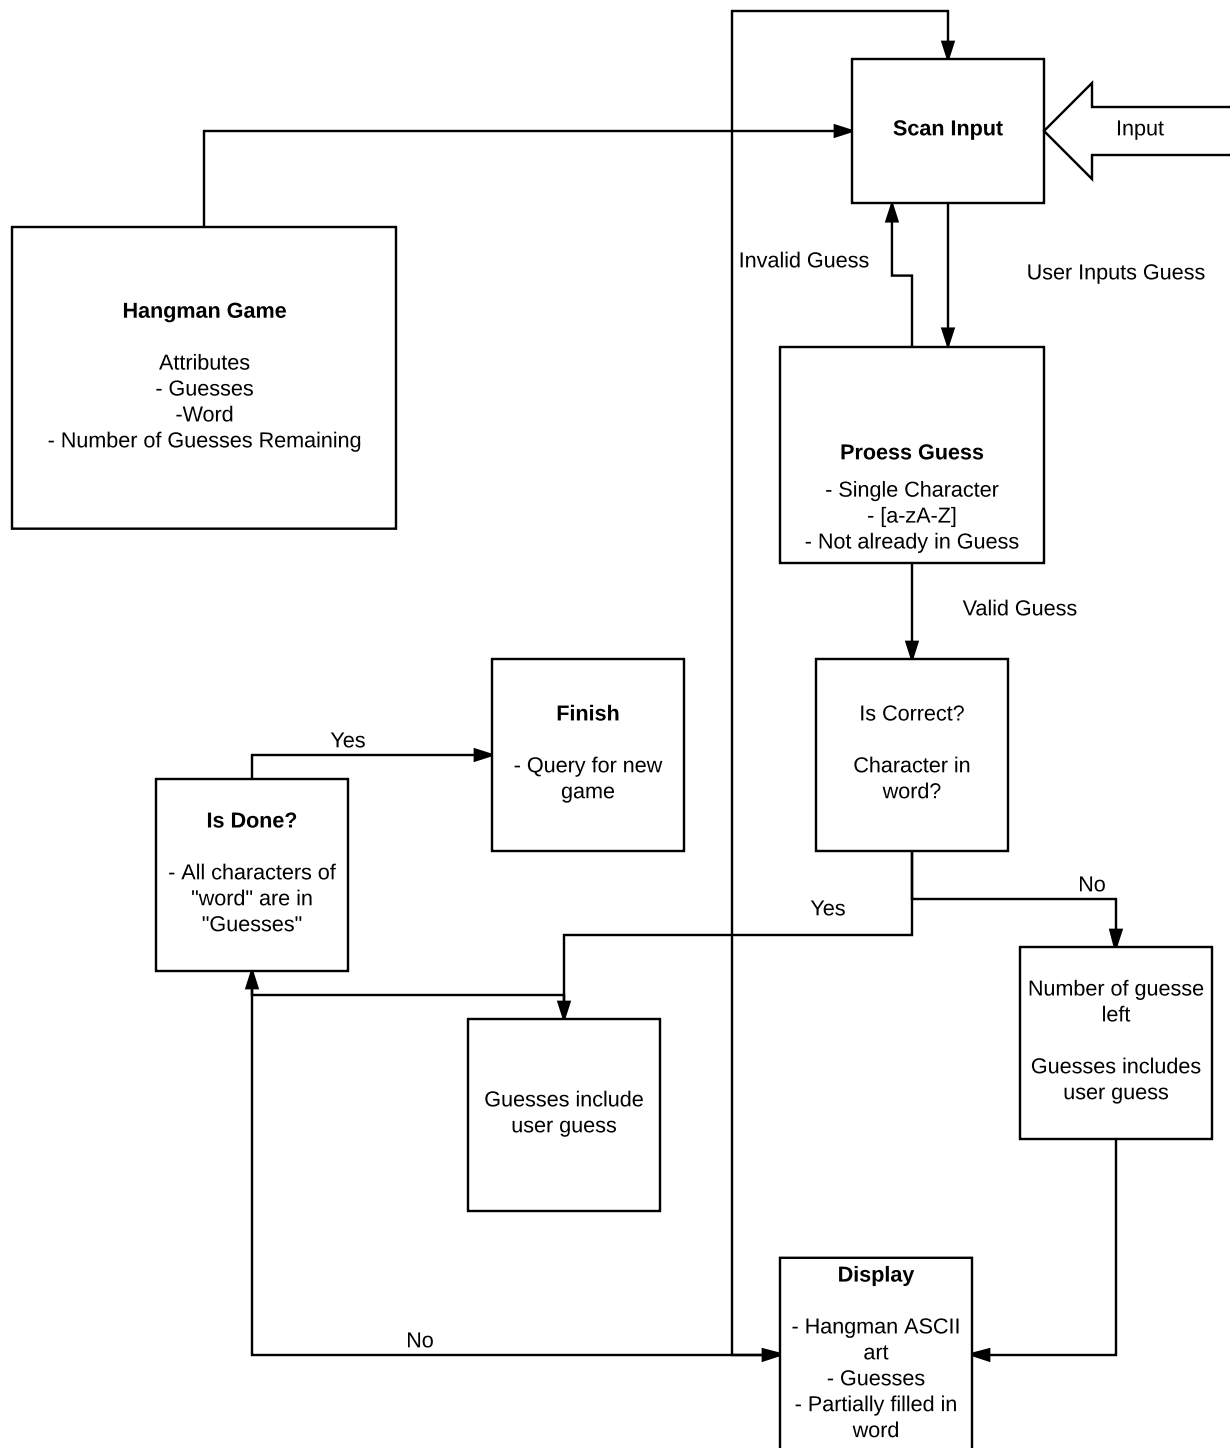 Scan Input
Input
Invalid Guess
User Inputs Guess
Hangman Game
Attributes
- Guesses
-Word
- Number of Guesses Remaining
Proess Guess
- Single Character
- [a-zA-Z]
- Not already in Guess
Valid Guess
Is Correct?
Character in
word?
Finish
- Query for new
game
Yes
Is Done?
- All characters of
"word" are in
"Guesses"
Yes
No
Number of guesse
left
Guesses includes
user guess
Guesses include
user guess
No
Display
- Hangman ASCII
art
- Guesses
- Partially filled in
word